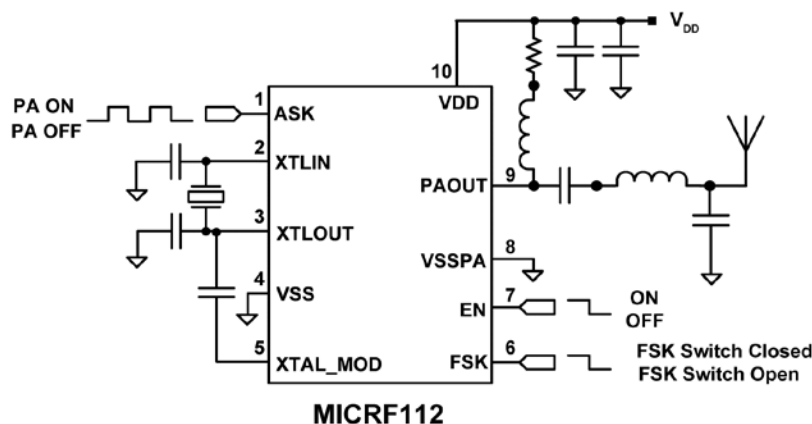 V_DD
10
VDD
PA ON
PA OFF
1
ASK
2
XTLIN
PAOUT
9
3
XTLOUT
8
VSSPA
4
VSS
7
EN
ON
OFF
5
XTAL_MOD
6
FSK
FSK Switch Closed
FSK Switch Open
MICRF112